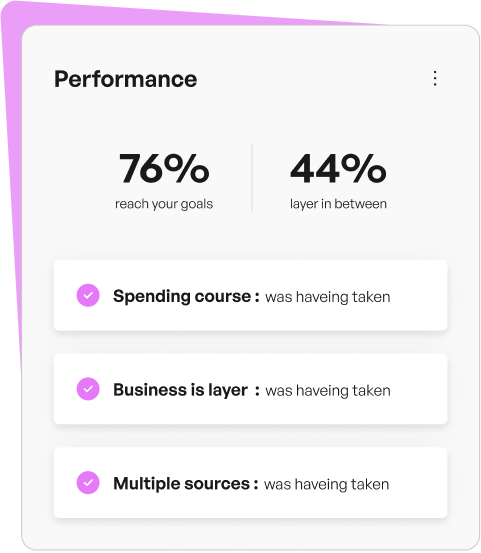 Performance
76%
reach your goals
44%
layer in between
Spending course : was haveing taken
Business is layer : was haveing taken
Multiple sources : was haveing taken